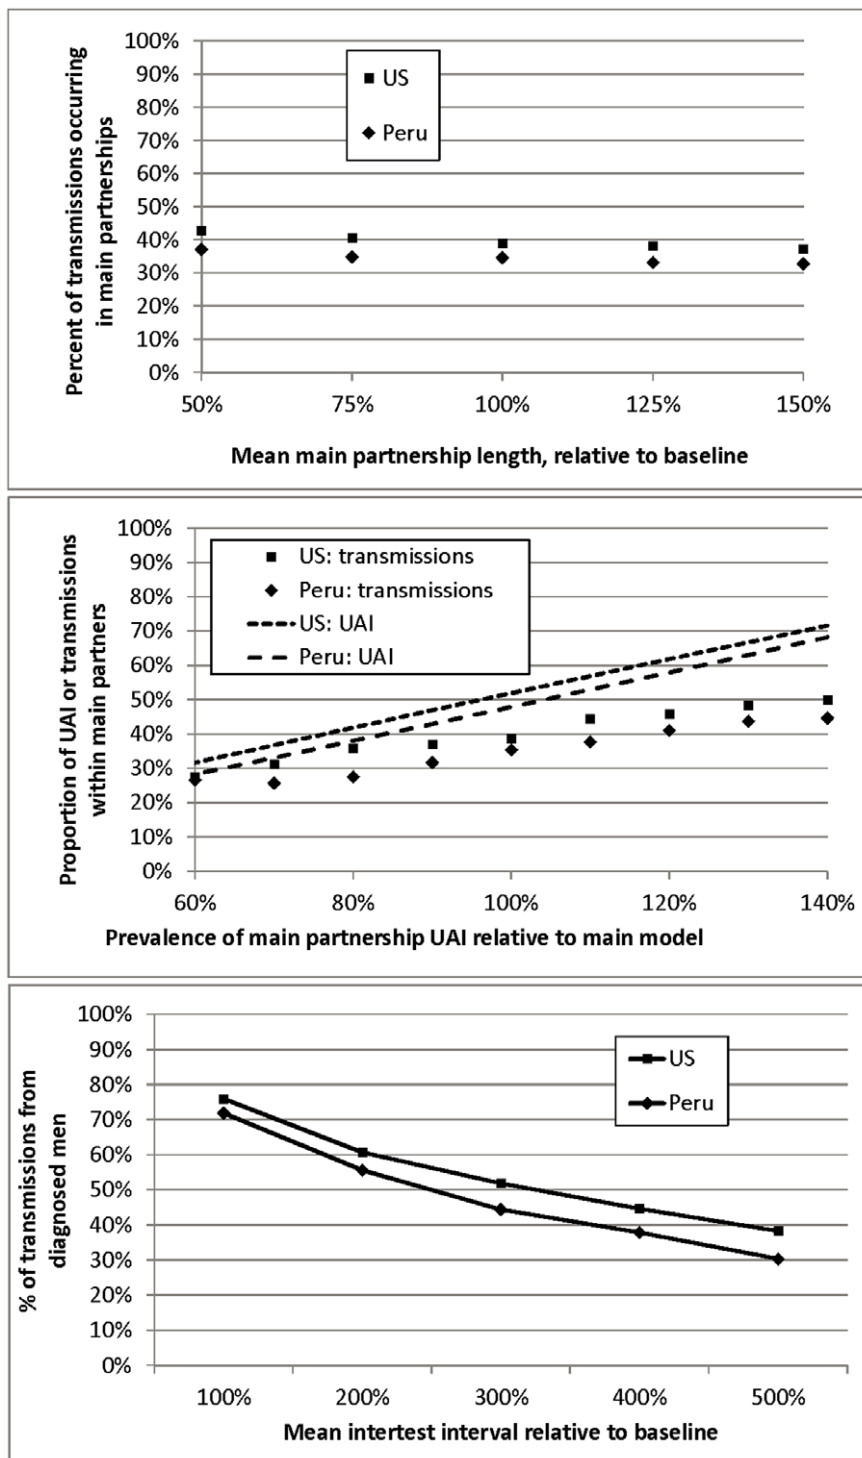 100%
90%
80%
70%
60%
50%
40%
30%
20%
10%
0%
Percent of transmissions occurring
in main partnerships
US
Peru
50% 75% 100% 125% 150%
Mean main partnership length, relative to baseline
100%
90%
80%
70%
60%
50%
40%
30%
20%
10%
0%
Proportion of UAI or transmissions
within main partners
US: transmissions
Peru: transmissions
US: UAI
Peru: UAI
60% 80% 100% 120% 140%
Prevalence of main partnership UAI relative to main model
100%
90%
80%
70%
60%
50%
40%
30%
20%
10%
0%
% of transmissions from
diagnosed men
US
Peru
100% 200% 300% 400% 500%
Mean intertest interval relative to baseline